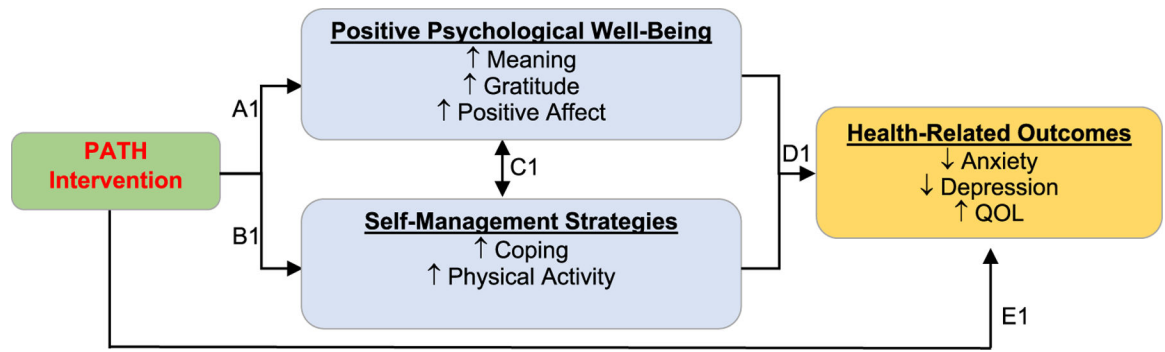 Positive Psychological Well-Being
↑ Meaning
↑ Gratitude
↑ Positive Affect
A1
PATH
Intervention
C1
D1
Health-Related Outcomes
↓ Anxiety
↓ Depression
↑ QOL
B1
Self-Management Strategies
↑ Coping
↑ Physical Activity
E1